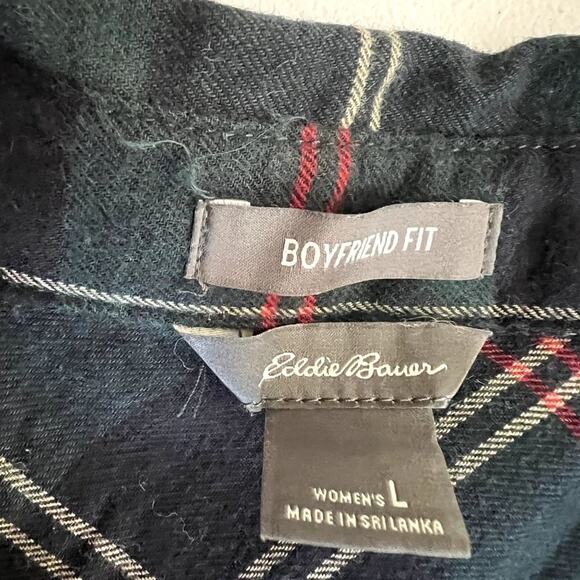 BOYFRIEND FIT
Eddie Bauer
WOMEN'S L
MADE IN SRI LANKA